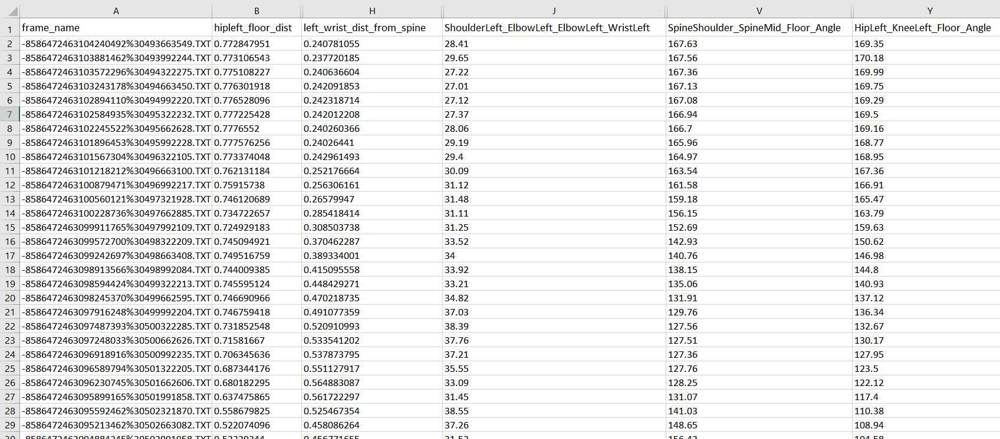 A B H J V Y
1 frame_name hipleft_floor_dist left_wrist_dist_from_spine ShoulderLeft_ElbowLeft_ElbowLeft_WristLeft SpineShoulder_SpineMid_Floor_Angle HipLeft_KneeLeft_Floor_Angle
2 -8586472463104240492%30493663549.TXT 0.772847951 0.240781055 28.41 167.63 169.35
3 -8586472463103881462%30493992244.TXT 0.773106543 0.237720185 29.65 167.56 170.18
4 -8586472463103572296%30494322275.TXT 0.775108227 0.240636604 27.22 167.36 169.99
5 -8586472463103243178%30494663450.TXT 0.776301918 0.242091853 27.01 167.13 169.75
6 -8586472463102894110%30494992220.TXT 0.776528096 0.242318714 27.12 167.08 169.29
7 -8586472463102584935%30495322232.TXT 0.777225428 0.242012208 27.37 166.94 169.5
8 -8586472463102245522%30495662628.TXT 0.7776552 0.240260366 28.06 166.7 169.16
9 -8586472463101896453%30495992228.TXT 0.777576256 0.24026441 29.19 165.96 168.77
10 -8586472463101567304%30496322105.TXT 0.773374048 0.242961493 29.4 164.97 168.95
11 -8586472463101218212%30496663100.TXT 0.762131184 0.252176664 30.09 163.54 167.36
12 -8586472463100879471%30496992217.TXT 0.75915738 0.256306161 31.12 161.58 166.91
13 -8586472463100560121%30497321928.TXT 0.746120689 0.26579947 31.48 159.18 165.47
14 -8586472463100228736%30497662885.TXT 0.734722657 0.285418414 31.11 156.15 163.79
15 -8586472463099911765%30497992109.TXT 0.724929183 0.308503738 31.25 152.69 159.63
16 -8586472463099572700%30498322209.TXT 0.745094921 0.370462287 33.52 142.93 150.62
17 -8586472463099242697%30498663408.TXT 0.749516759 0.389334001 34 140.76 146.98
18 -8586472463098913566%30498992084.TXT 0.744009385 0.415095558 33.92 138.15 144.8
19 -8586472463098594424%30499322213.TXT 0.745595124 0.448429271 33.21 135.06 140.93
20 -8586472463098245370%30499662595.TXT 0.746690966 0.470218735 34.82 131.91 137.12
21 -8586472463097916248%30499992204.TXT 0.746759418 0.491077359 37.03 129.76 136.34
22 -8586472463097487393%30500322285.TXT 0.731852548 0.520910993 38.39 127.56 132.67
23 -8586472463097248033%30500662626.TXT 0.71581667 0.533541202 37.76 127.51 130.17
24 -8586472463096918916%30500992235.TXT 0.706345636 0.537873795 37.21 127.36 127.95
25 -8586472463096589794%30501322205.TXT 0.687344176 0.551127917 35.55 127.76 123.5
26 -8586472463096230745%30501662606.TXT 0.680182295 0.564883087 33.09 128.25 122.12
27 -8586472463095899165%30501991858.TXT 0.637475865 0.561722297 31.45 131.07 117.4
28 -8586472463095592462%30502321870.TXT 0.558679825 0.525467354 38.55 141.03 110.38
29 -8586472463095213462%30502663082.TXT 0.522074096 0.458086264 37.26 148.65 108.94